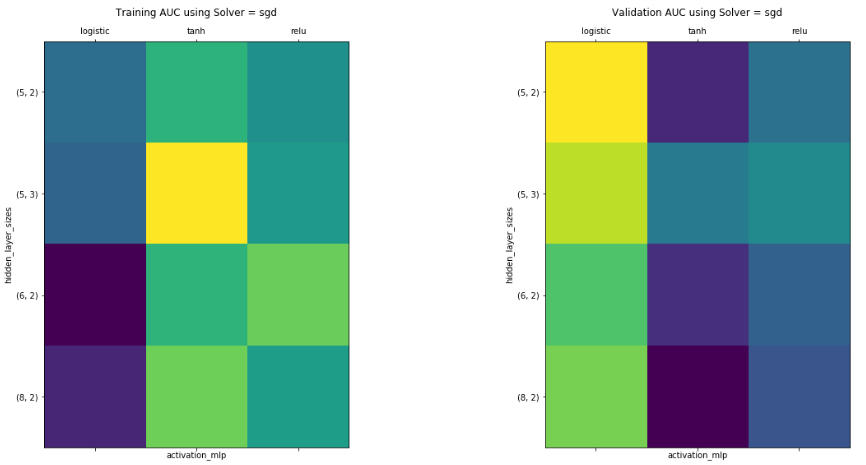 Training AUC using Solver = sgd
logistic tanh relu
(5, 2)
(5, 3)
(6, 2)
(8, 2)
hidden_layer_sizes
activation_mlp
Validation AUC using Solver = sgd
logistic tanh relu
(5, 2)
(5, 3)
(6, 2)
(8, 2)
hidden_layer_sizes
activation_mlp